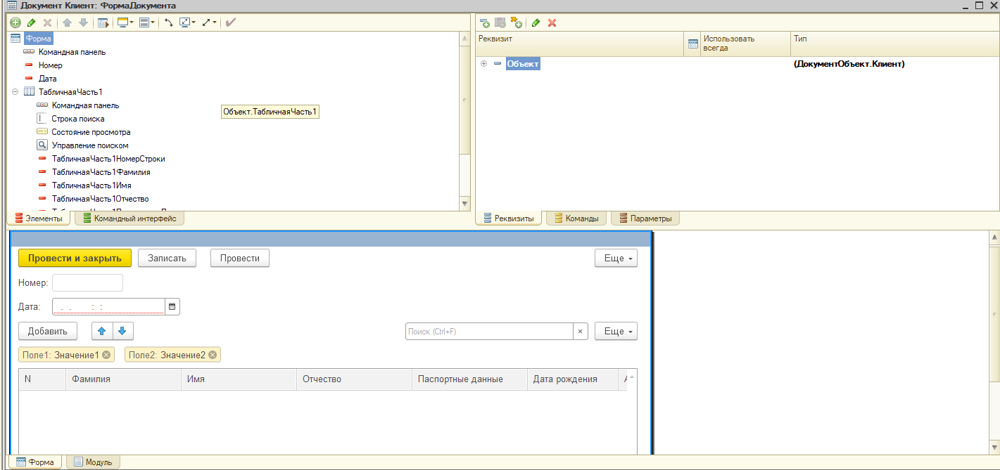 Документ Клиент: ФормаДокумента
Форма
Командная панель
Номер
Дата
ТабличнаяЧасть1
Командная панель
Строка поиска
Состояние просмотра
Управление поиском
ТабличнаяЧасть1НомерСтроки
ТабличнаяЧасть1Фамилия
ТабличнаяЧасть1Имя
ТабличнаяЧасть1Отчество
Объект.ТабличнаяЧасть1
Элементы Командный интерфейс
Реквизит Использовать всегда Тип
Объект (ДокументОбъект.Клиент)
Реквизиты Команды Параметры
Провести и закрыть Записать Провести Еще
Номер:
Дата: . . : :
Добавить Поиск (Ctrl+F) × Еще
Поле1: Значение1 Поле2: Значение2
N Фамилия Имя Отчество Паспортные данные Дата рождения
Форма Модуль